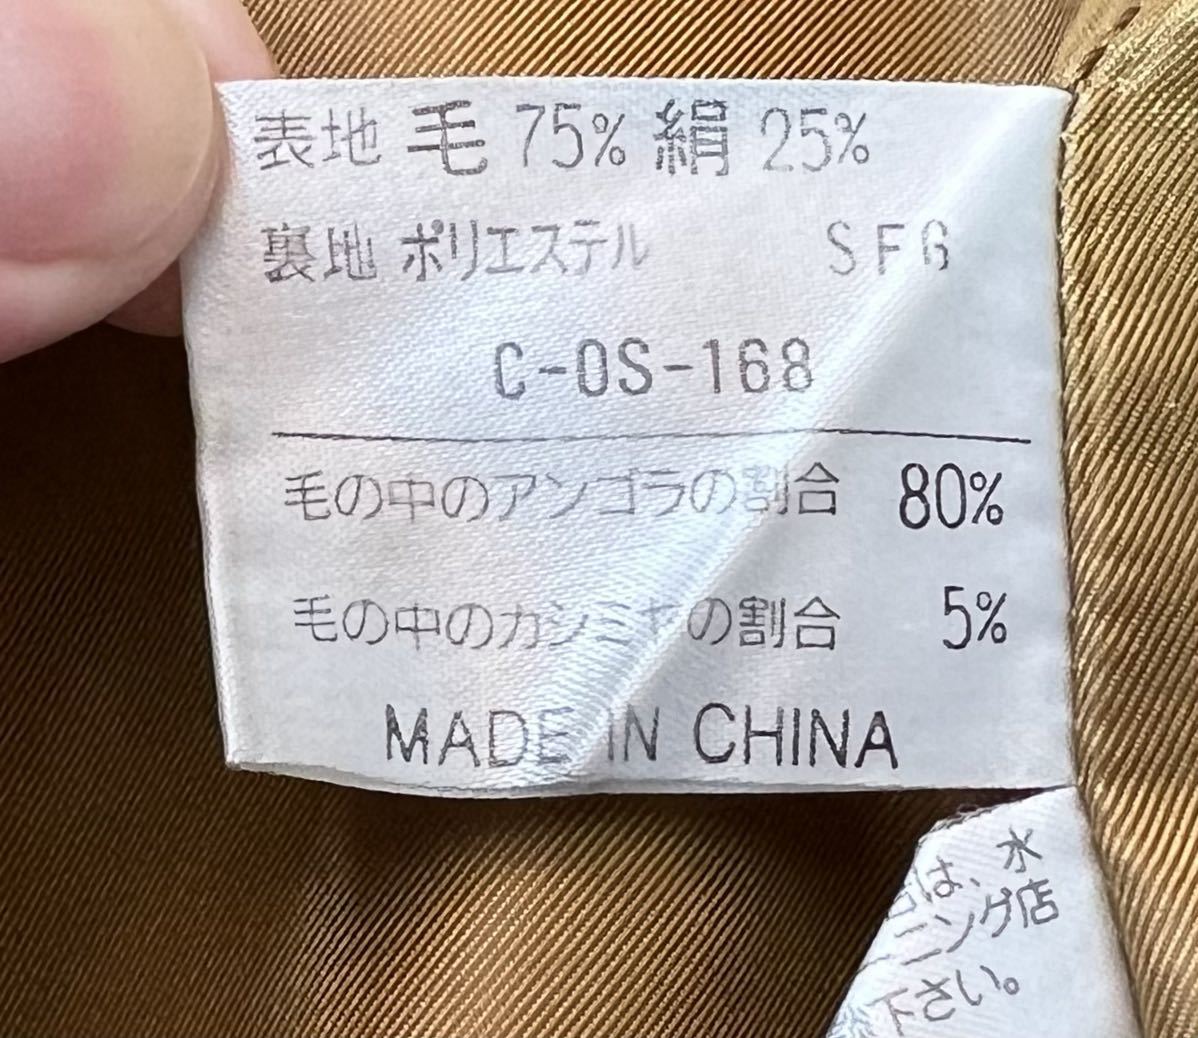 表地 毛 75% 絹 25%
裏地 ポリエステル SFG
C-OS-168
毛の中のアンゴラの割合 80%
毛の中のカシミヤの割合 5%
MADE IN CHINA
は、水
ニング店
下さい。